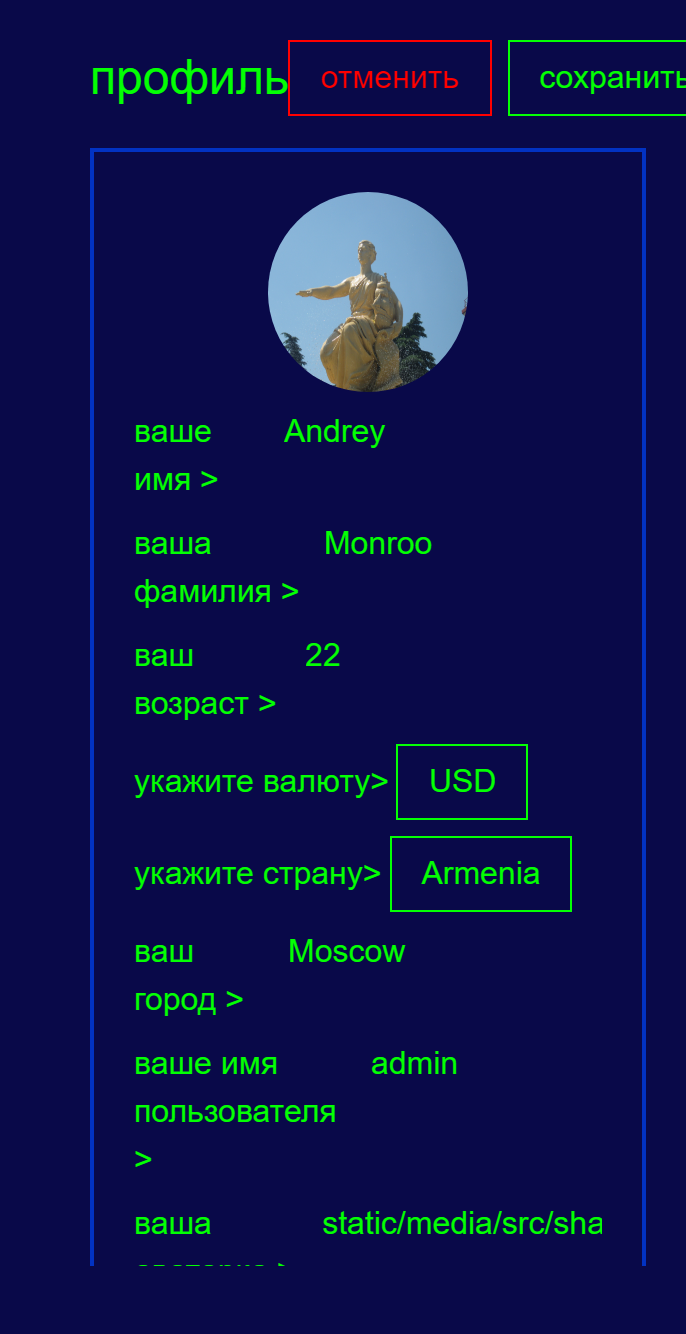 профиль отменить сохранить
ваше Andrey
имя >
ваша Monroo
фамилия >
ваш 22
возраст >
укажите валюту> USD
укажите страну> Armenia
ваш Moscow
город >
ваше имя admin
пользователя
>
ваша static/media/src/sha